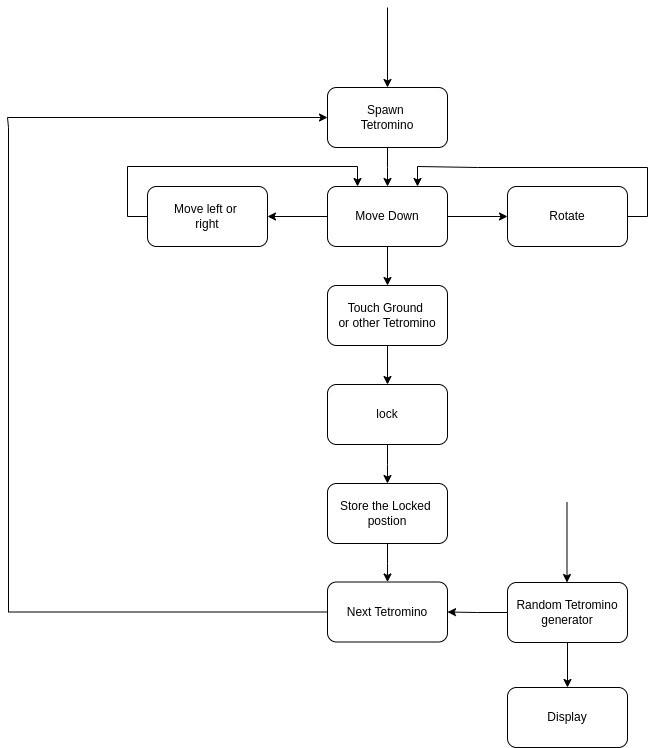 Spawn
Tetromino
Move left or
right
Move Down
Rotate
Touch Ground
or other Tetromino
lock
Store the Locked
postion
Next Tetromino
Random Tetromino
generator
Display